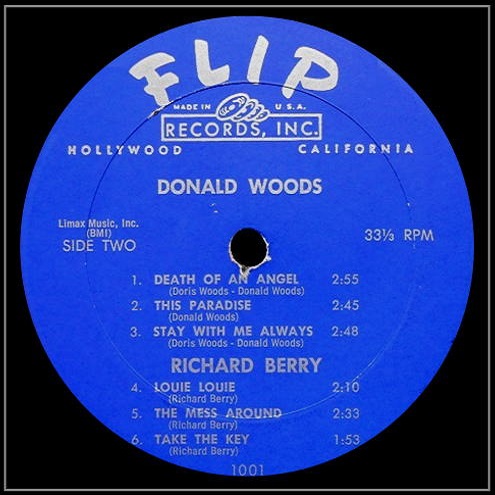 FLIP
MADE IN U.S.A.
RECORDS, INC.
HOLLYWOOD CALIFORNIA
DONALD WOODS
Limax Music, Inc.
(BMI)
SIDE TWO
33⅓ RPM
1. DEATH OF AN ANGEL 2:55
(Doris Woods - Donald Woods)
2. THIS PARADISE 2:45
(Donald Woods)
3. STAY WITH ME ALWAYS 2:48
(Doris Woods - Donald Woods)
RICHARD BERRY
4. LOUIE LOUIE 2:10
(Richard Berry)
5. THE MESS AROUND 2:33
(Richard Berry)
6. TAKE THE KEY 1:53
(Richard Berry)
1001